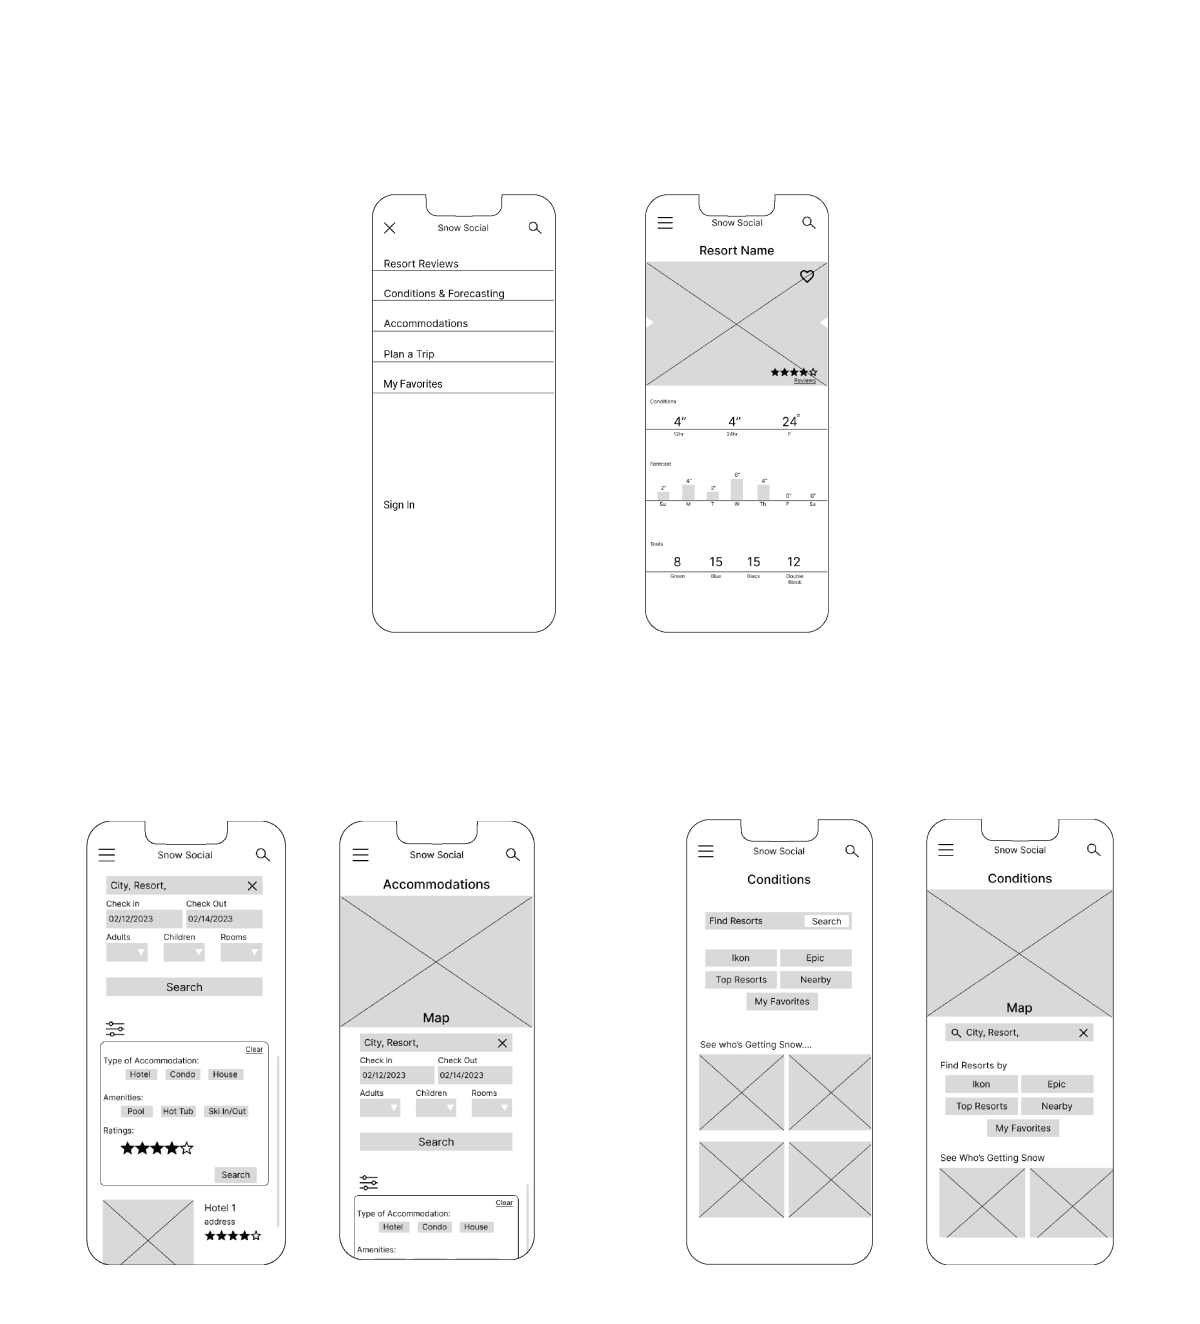 Snow Social
Resort Reviews
Conditions & Forecasting
Accommodations
Plan a Trip
My Favorites
Sign In
Snow Social
Resort Name
Reviews
Conditions
4" 4" 24°
12hr 24hr F
Forecast
2" 4" 2" 6" 4" 0" 0"
Su M T W Th F Sa
Trails
8 15 15 12
Green Blue Black Double
Black
Snow Social
City, Resort,
Check in Check Out
02/12/2023 02/14/2023
Adults Children Rooms
Search
Clear
Type of Accommodation:
Hotel Condo House
Amenities:
Pool Hot Tub Ski In/Out
Ratings:
Search
Hotel 1
address
Snow Social
Accommodations
Map
City, Resort,
Check in Check Out
02/12/2023 02/14/2023
Adults Children Rooms
Search
Clear
Type of Accommodation:
Hotel Condo House
Amenities:
Snow Social
Conditions
Find Resorts Search
Ikon Epic
Top Resorts Nearby
My Favorites
See who's Getting Snow....
Snow Social
Conditions
Map
City, Resort,
Find Resorts by
Ikon Epic
Top Resorts Nearby
My Favorites
See Who's Getting Snow